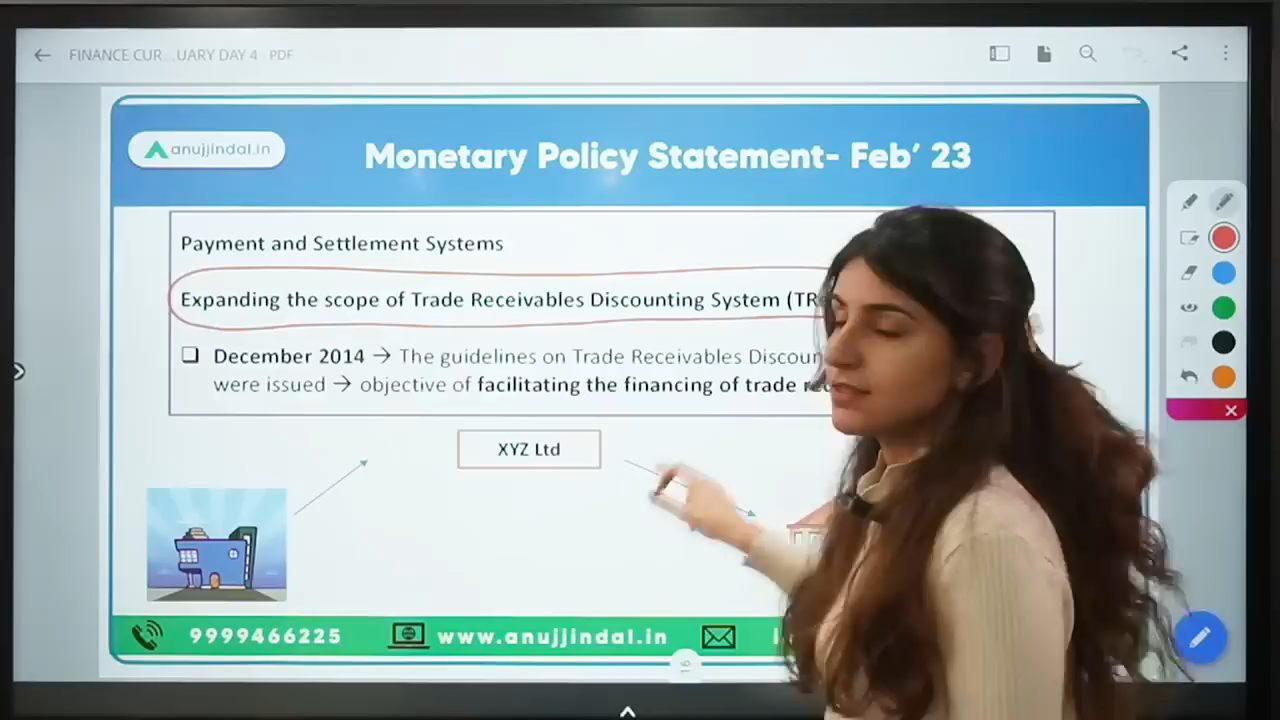 FINANCE CUR...UARY DAY 4 PDF
anujjindal.in
Monetary Policy Statement- Feb' 23
Payment and Settlement Systems
Expanding the scope of Trade Receivables Discounting System
❑ December 2014 → The guidelines on Trade Receivables
were issued → objective of facilitating the financing of trade
XYZ Ltd
9999466225
www.anujjindal.in